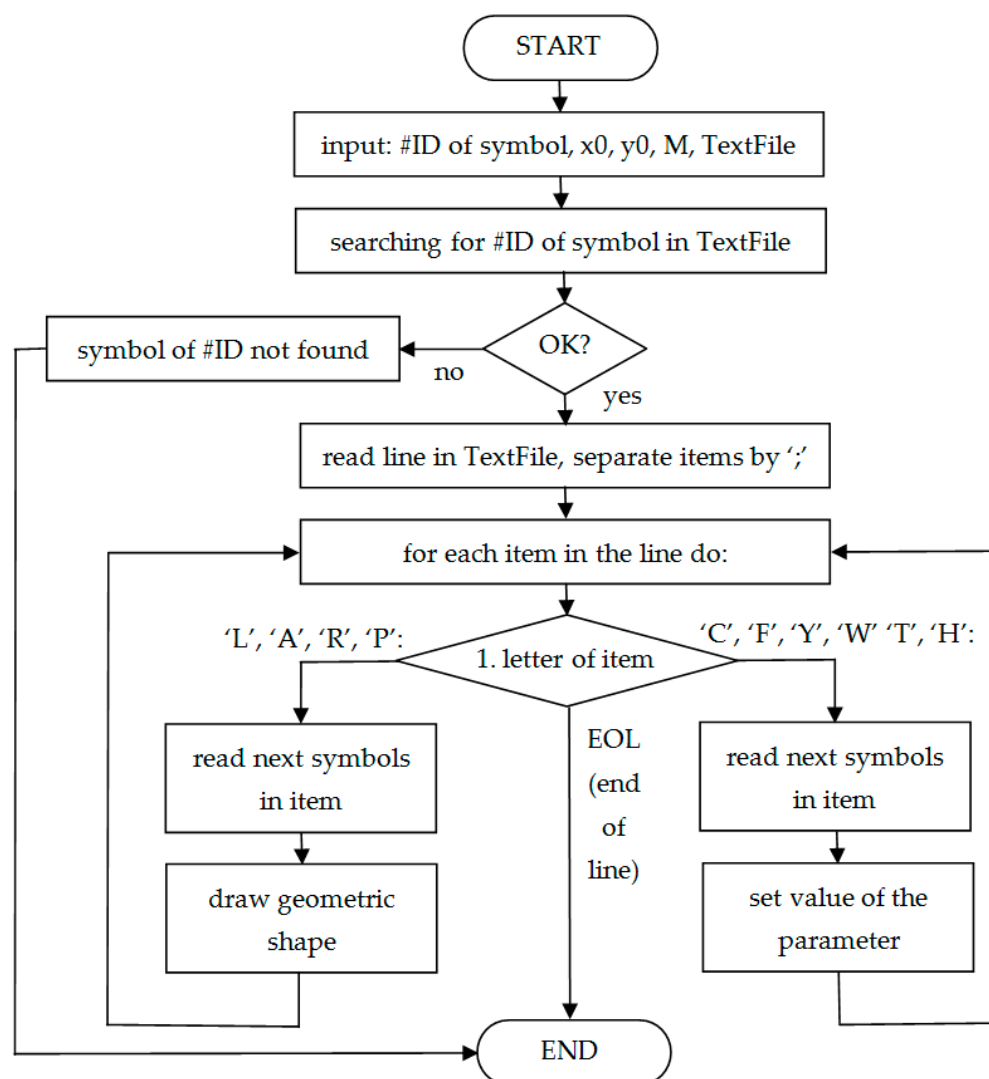 START
input: #ID of symbol, x0, y0, M, TextFile
searching for #ID of symbol in TextFile
OK?
symbol of #ID not found
no
yes
read line in TextFile, separate items by ‘;’
for each item in the line do:
‘L’, ‘A’, ‘R’, ‘P’:
‘C’, ‘F’, ‘Y’, ‘W’ ‘T’, ‘H’:
1. letter of item
read next symbols
in item
draw geometric
shape
EOL
(end
of
line)
read next symbols
in item
set value of the
parameter
END